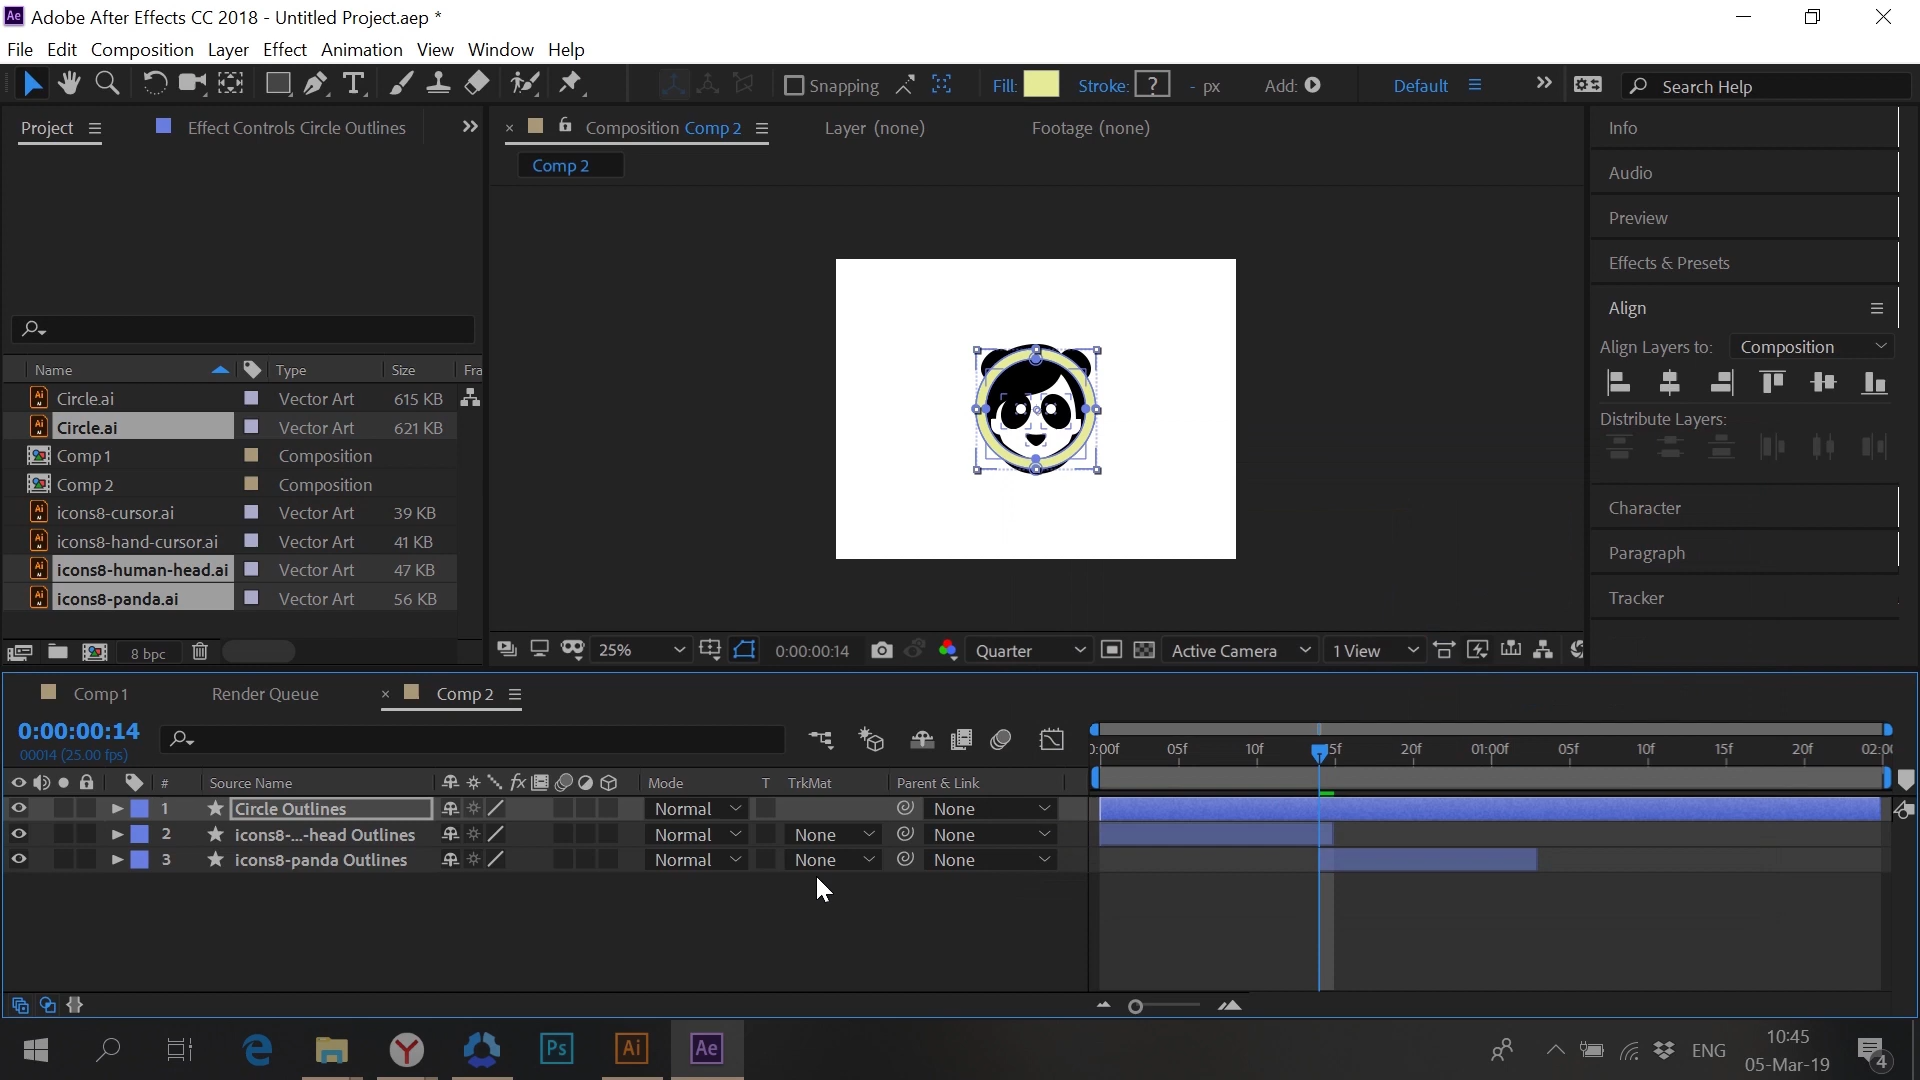 Ae Adobe After Effects CC 2018 - Untitled Project.aep *
File Edit Composition Layer Effect Animation View Window Help
T Snapping Fill: Stroke: ? - px Add: Default Search Help
Project Effect Controls Circle Outlines × Composition Comp 2 Layer (none) Footage (none) Info
Comp 2
Audio
Preview
Effects & Presets
Align
Align Layers to: Composition
Name Type Size Fra
Circle.ai Vector Art 615 KB
Circle.ai Vector Art 621 KB
Distribute Layers:
Comp 1 Composition
Comp 2 Composition
icons8-cursor.ai Vector Art 39 KB
Character
icons8-hand-cursor.ai Vector Art 41 KB
Paragraph
icons8-human-head.ai Vector Art 47 KB
icons8-panda.ai Vector Art 56 KB
Tracker
8 bpc 25% 0:00:00:14 Quarter Active Camera 1 View
Comp 1 Render Queue × Comp 2
0:00:00:14
00014 (25.00 fps)
):00f 05f 10f 5f 20f 01:00f 05f 10f 15f 20f 02:0(
# Source Name fx Mode T TrkMat Parent & Link
1 Circle Outlines Normal None
2 icons8-...-head Outlines Normal None None
3 icons8-panda Outlines Normal None None
Ps Ai Ae ENG 10:45
05-Mar-19 4